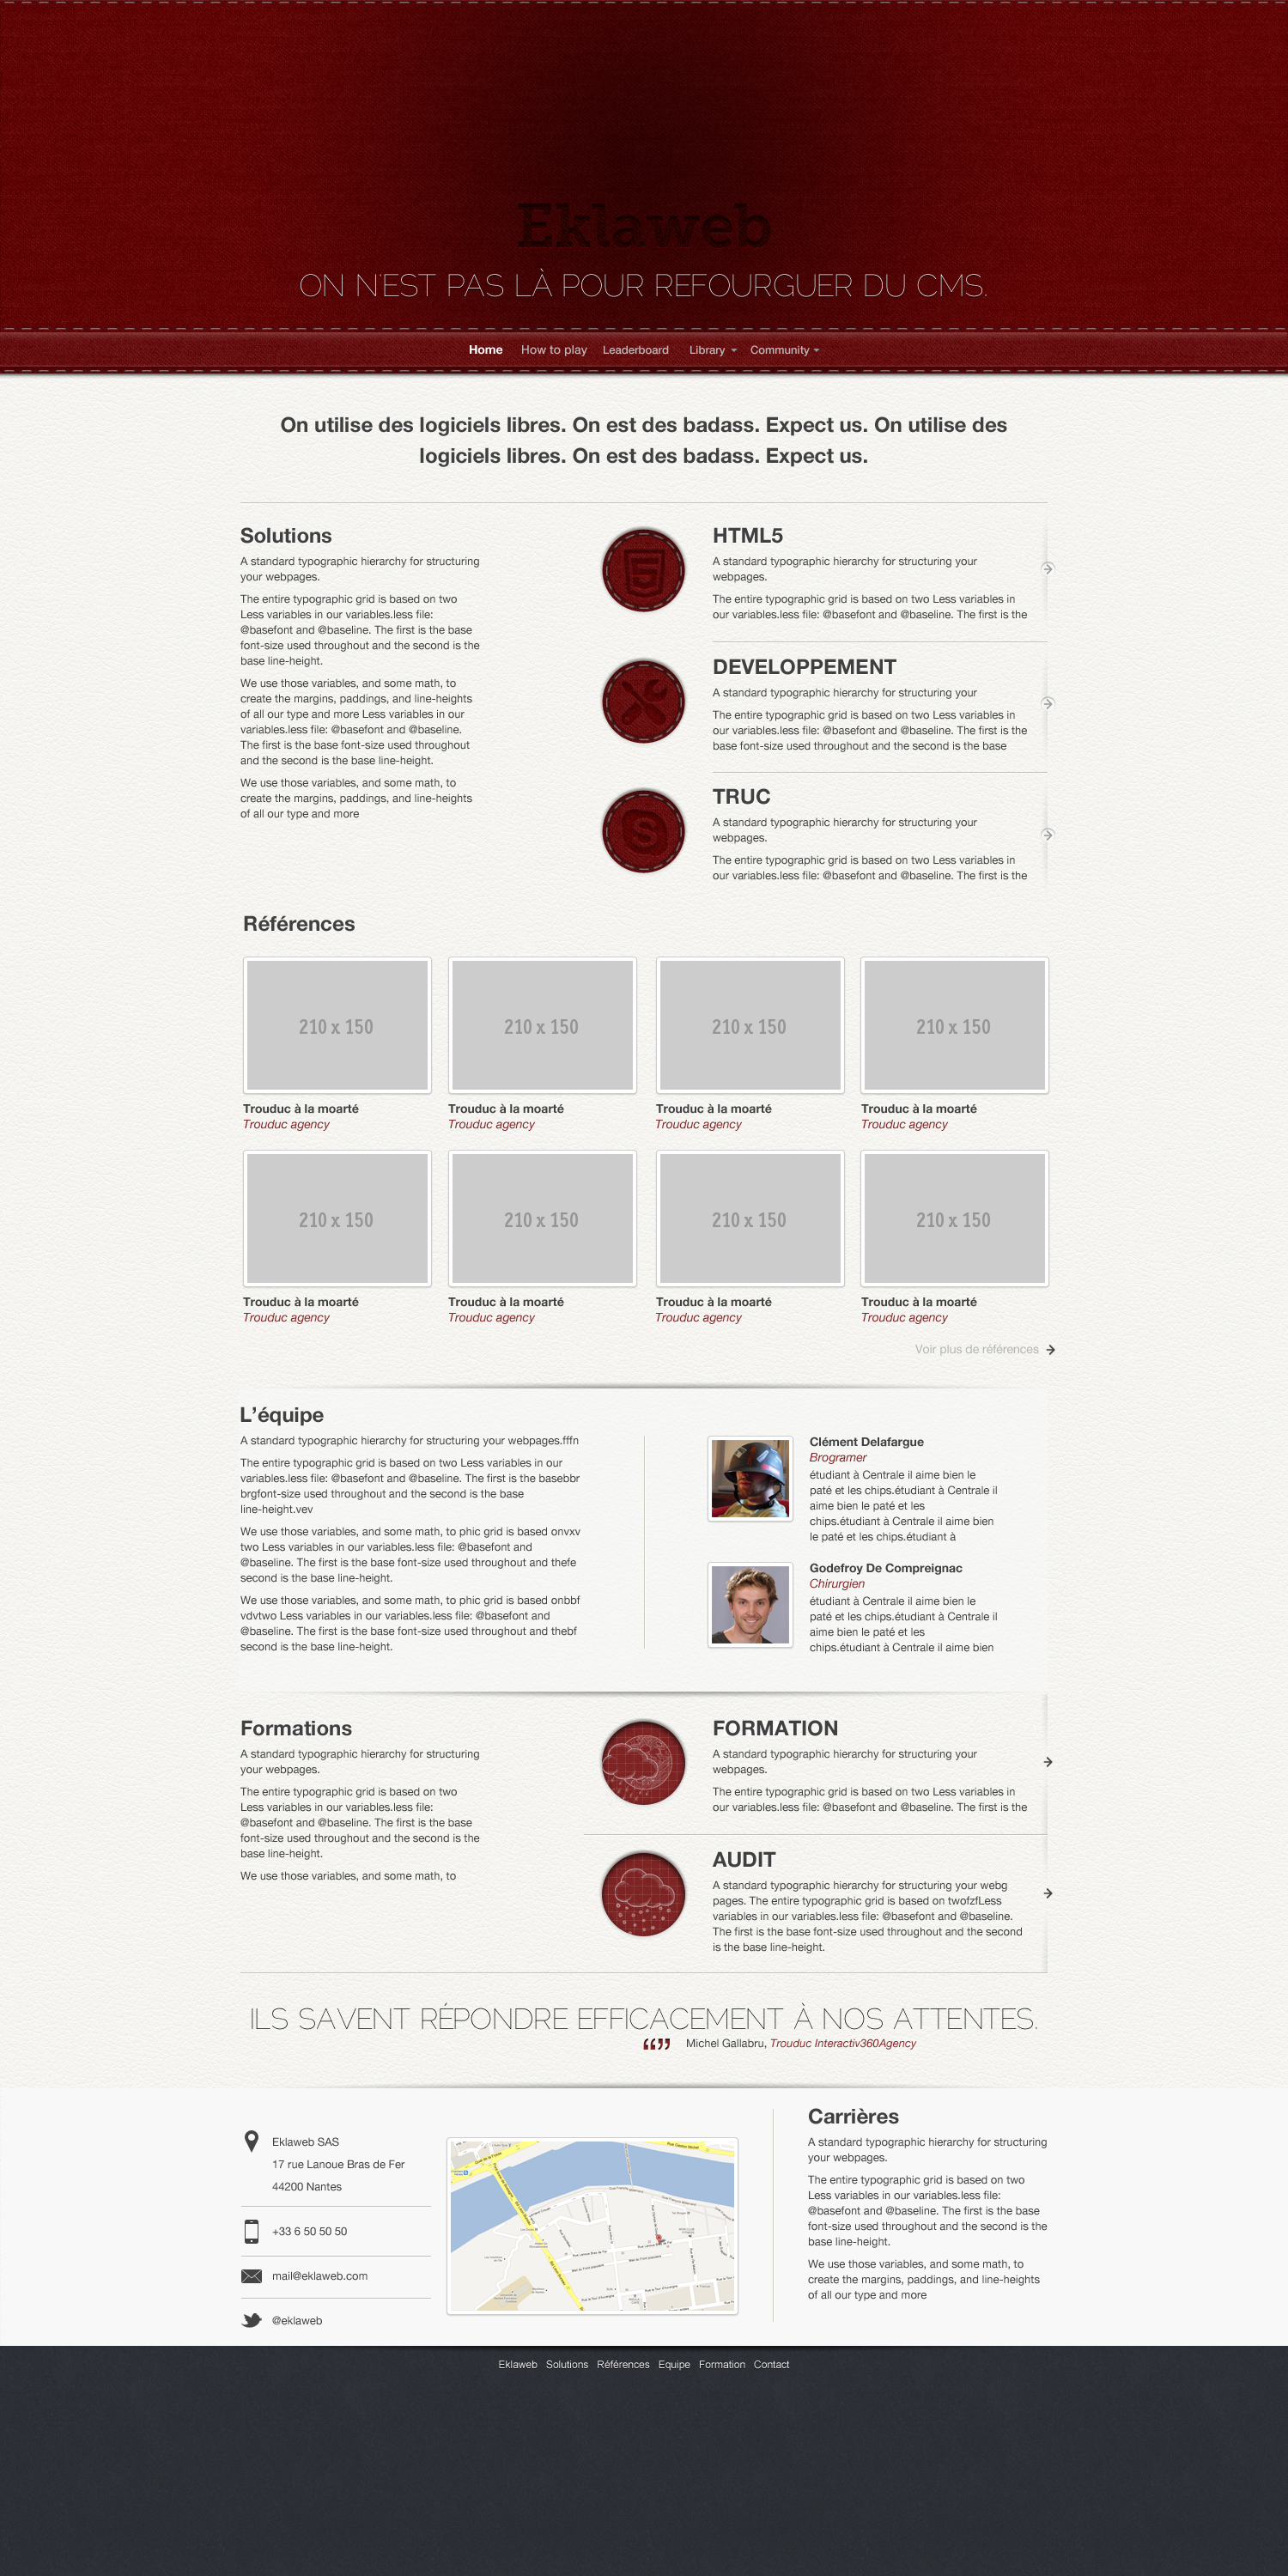 Eklaweb
ON N'EST PAS LÀ POUR REFOURGUER DU CMS.
Home How to play Leaderboard Library Community
On utilise des logiciels libres. On est des badass. Expect us. On utilise des
logiciels libres. On est des badass. Expect us.
Solutions
A standard typographic hierarchy for structuring
your webpages.
The entire typographic grid is based on two
Less variables in our variables.less file:
@basefont and @baseline. The first is the base
font-size used throughout and the second is the
base line-height.
We use those variables, and some math, to
create the margins, paddings, and line-heights
of all our type and more Less variables in our
variables.less file: @basefont and @baseline.
The first is the base font-size used throughout
and the second is the base line-height.
We use those variables, and some math, to
create the margins, paddings, and line-heights
of all our type and more
HTML5
A standard typographic hierarchy for structuring your
webpages.
The entire typographic grid is based on two Less variables in
our variables.less file: @basefont and @baseline. The first is the
DEVELOPPEMENT
A standard typographic hierarchy for structuring your
The entire typographic grid is based on two Less variables in
our variables.less file: @basefont and @baseline. The first is the
base font-size used throughout and the second is the base
TRUC
A standard typographic hierarchy for structuring your
webpages.
The entire typographic grid is based on two Less variables in
our variables.less file: @basefont and @baseline. The first is the
Références
210 x 150 210 x 150 210 x 150 210 x 150
Trouduc à la moarté Trouduc à la moarté Trouduc à la moarté Trouduc à la moarté
Trouduc agency Trouduc agency Trouduc agency Trouduc agency
210 x 150 210 x 150 210 x 150 210 x 150
Trouduc à la moarté Trouduc à la moarté Trouduc à la moarté Trouduc à la moarté
Trouduc agency Trouduc agency Trouduc agency Trouduc agency
Voir plus de références
L'équipe
A standard typographic hierarchy for structuring your webpages.fffn
The entire typographic grid is based on two Less variables in our
variables.less file: @basefont and @baseline. The first is the basebbr
brgfont-size used throughout and the second is the base
line-height.vev
We use those variables, and some math, to phic grid is based onvxv
two Less variables in our variables.less file: @basefont and
@baseline. The first is the base font-size used throughout and thefe
second is the base line-height.
We use those variables, and some math, to phic grid is based onbbf
vdvtwo Less variables in our variables.less file: @basefont and
@baseline. The first is the base font-size used throughout and thebf
second is the base line-height.
Clément Delafargue
Brogramer
étudiant à Centrale il aime bien le
paté et les chips.étudiant à Centrale il
aime bien le paté et les
chips.étudiant à Centrale il aime bien
le paté et les chips.étudiant à
Godefroy De Compreignac
Chirurgien
étudiant à Centrale il aime bien le
paté et les chips.étudiant à Centrale il
aime bien le paté et les
chips.étudiant à Centrale il aime bien
Formations
A standard typographic hierarchy for structuring
your webpages.
The entire typographic grid is based on two
Less variables in our variables.less file:
@basefont and @baseline. The first is the base
font-size used throughout and the second is the
base line-height.
We use those variables, and some math, to
FORMATION
A standard typographic hierarchy for structuring your
webpages.
The entire typographic grid is based on two Less variables in
our variables.less file: @basefont and @baseline. The first is the
AUDIT
A standard typographic hierarchy for structuring your webg
pages. The entire typographic grid is based on twofzfLess
variables in our variables.less file: @basefont and @baseline.
The first is the base font-size used throughout and the second
is the base line-height.
ILS SAVENT RÉPONDRE EFFICACEMENT À NOS ATTENTES.
Michel Gallabru, Trouduc Interactiv360Agency
Eklaweb SAS
17 rue Lanoue Bras de Fer
44200 Nantes
+33 6 50 50 50
mail@eklaweb.com
@eklaweb
Carrières
A standard typographic hierarchy for structuring
your webpages.
The entire typographic grid is based on two
Less variables in our variables.less file:
@basefont and @baseline. The first is the base
font-size used throughout and the second is the
base line-height.
We use those variables, and some math, to
create the margins, paddings, and line-heights
of all our type and more
Eklaweb Solutions Références Equipe Formation Contact